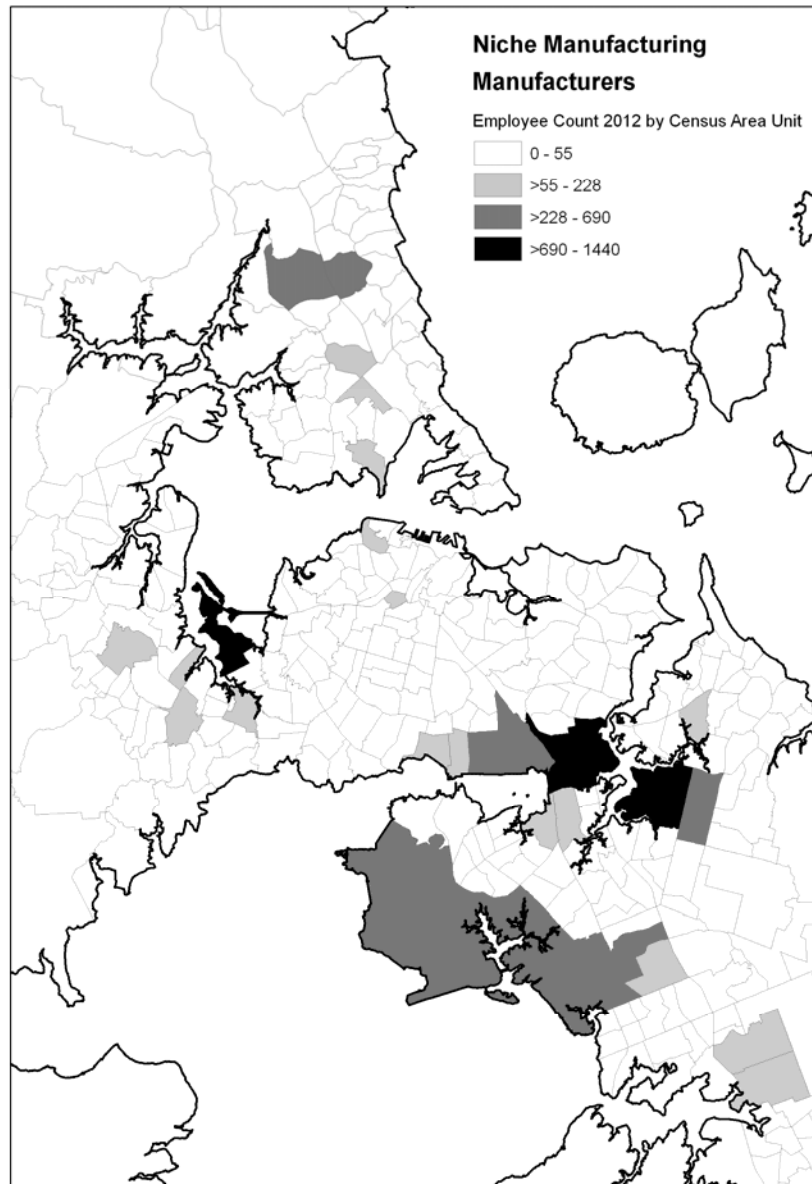 Niche Manufacturing
Manufacturers
Employee Count 2012 by Census Area Unit
0 - 55
>55 - 228
>228 - 690
>690 - 1440